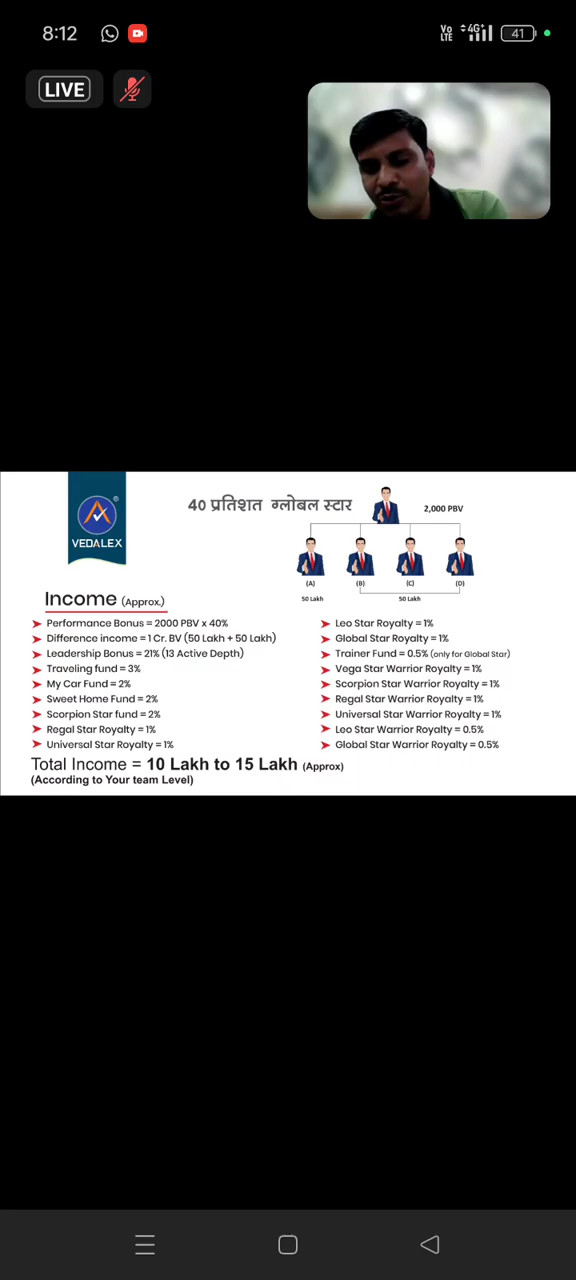 8:12
Vo LTE 4G+ 41
LIVE
VEDALEX
40 प्रतिशत ग्लोबल स्टार
2,000 PBV
(A) (B) (C) (D)
50 Lakh 50 Lakh
Income (Approx.)
Performance Bonus = 2000 PBV x 40%
Difference income = 1 Cr. BV (50 Lakh + 50 Lakh)
Leadership Bonus = 21% (13 Active Depth)
Traveling fund = 3%
My Car Fund = 2%
Sweet Home Fund = 2%
Scorpion Star fund = 2%
Regal Star Royalty = 1%
Universal Star Royalty = 1%
Leo Star Royalty = 1%
Global Star Royalty = 1%
Trainer Fund = 0.5% (only for Global Star)
Vega Star Warrior Royalty = 1%
Scorpion Star Warrior Royalty = 1%
Regal Star Warrior Royalty = 1%
Universal Star Warrior Royalty = 1%
Leo Star Warrior Royalty = 0.5%
Global Star Warrior Royalty = 0.5%
Total Income = 10 Lakh to 15 Lakh (Approx)
(According to Your team Level)